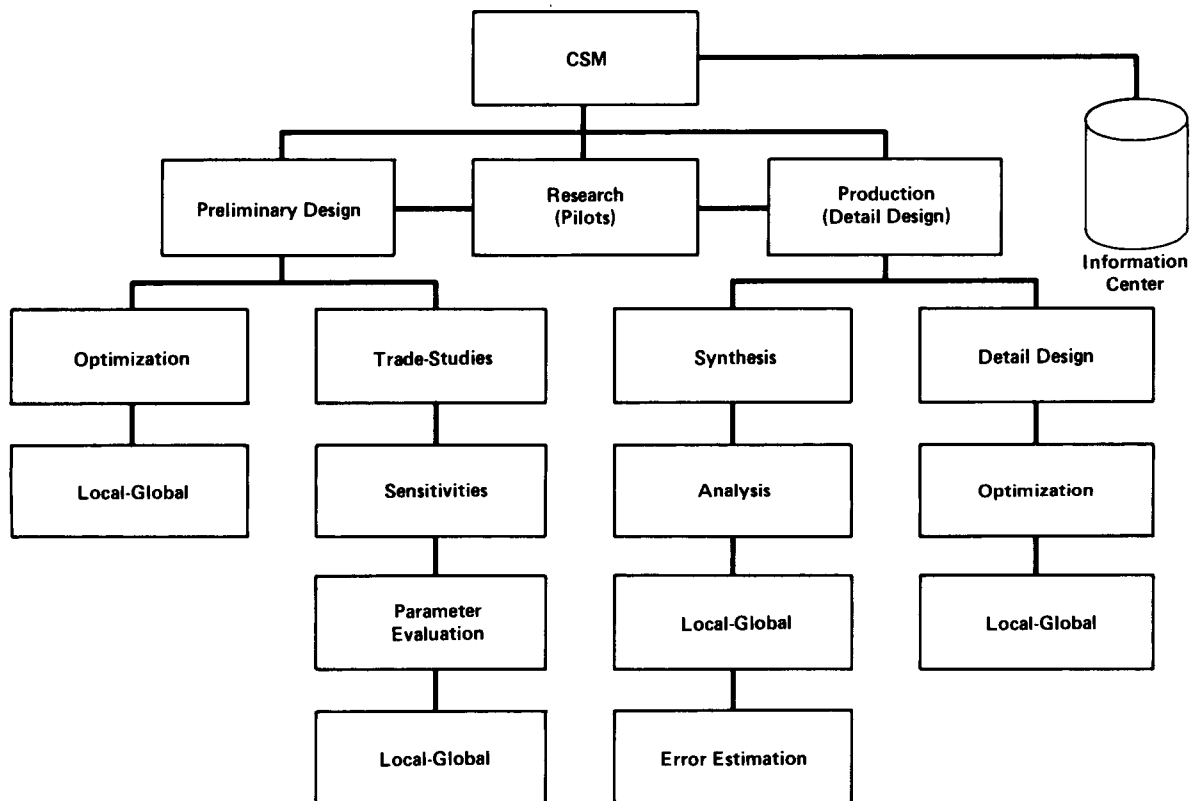 CSM
Preliminary Design
Research
(Pilots)
Production
(Detail Design)
Information
Center
Optimization
Trade-Studies
Synthesis
Detail Design
Local-Global
Sensitivities
Analysis
Optimization
Parameter
Evaluation
Local-Global
Local-Global
Local-Global
Error Estimation